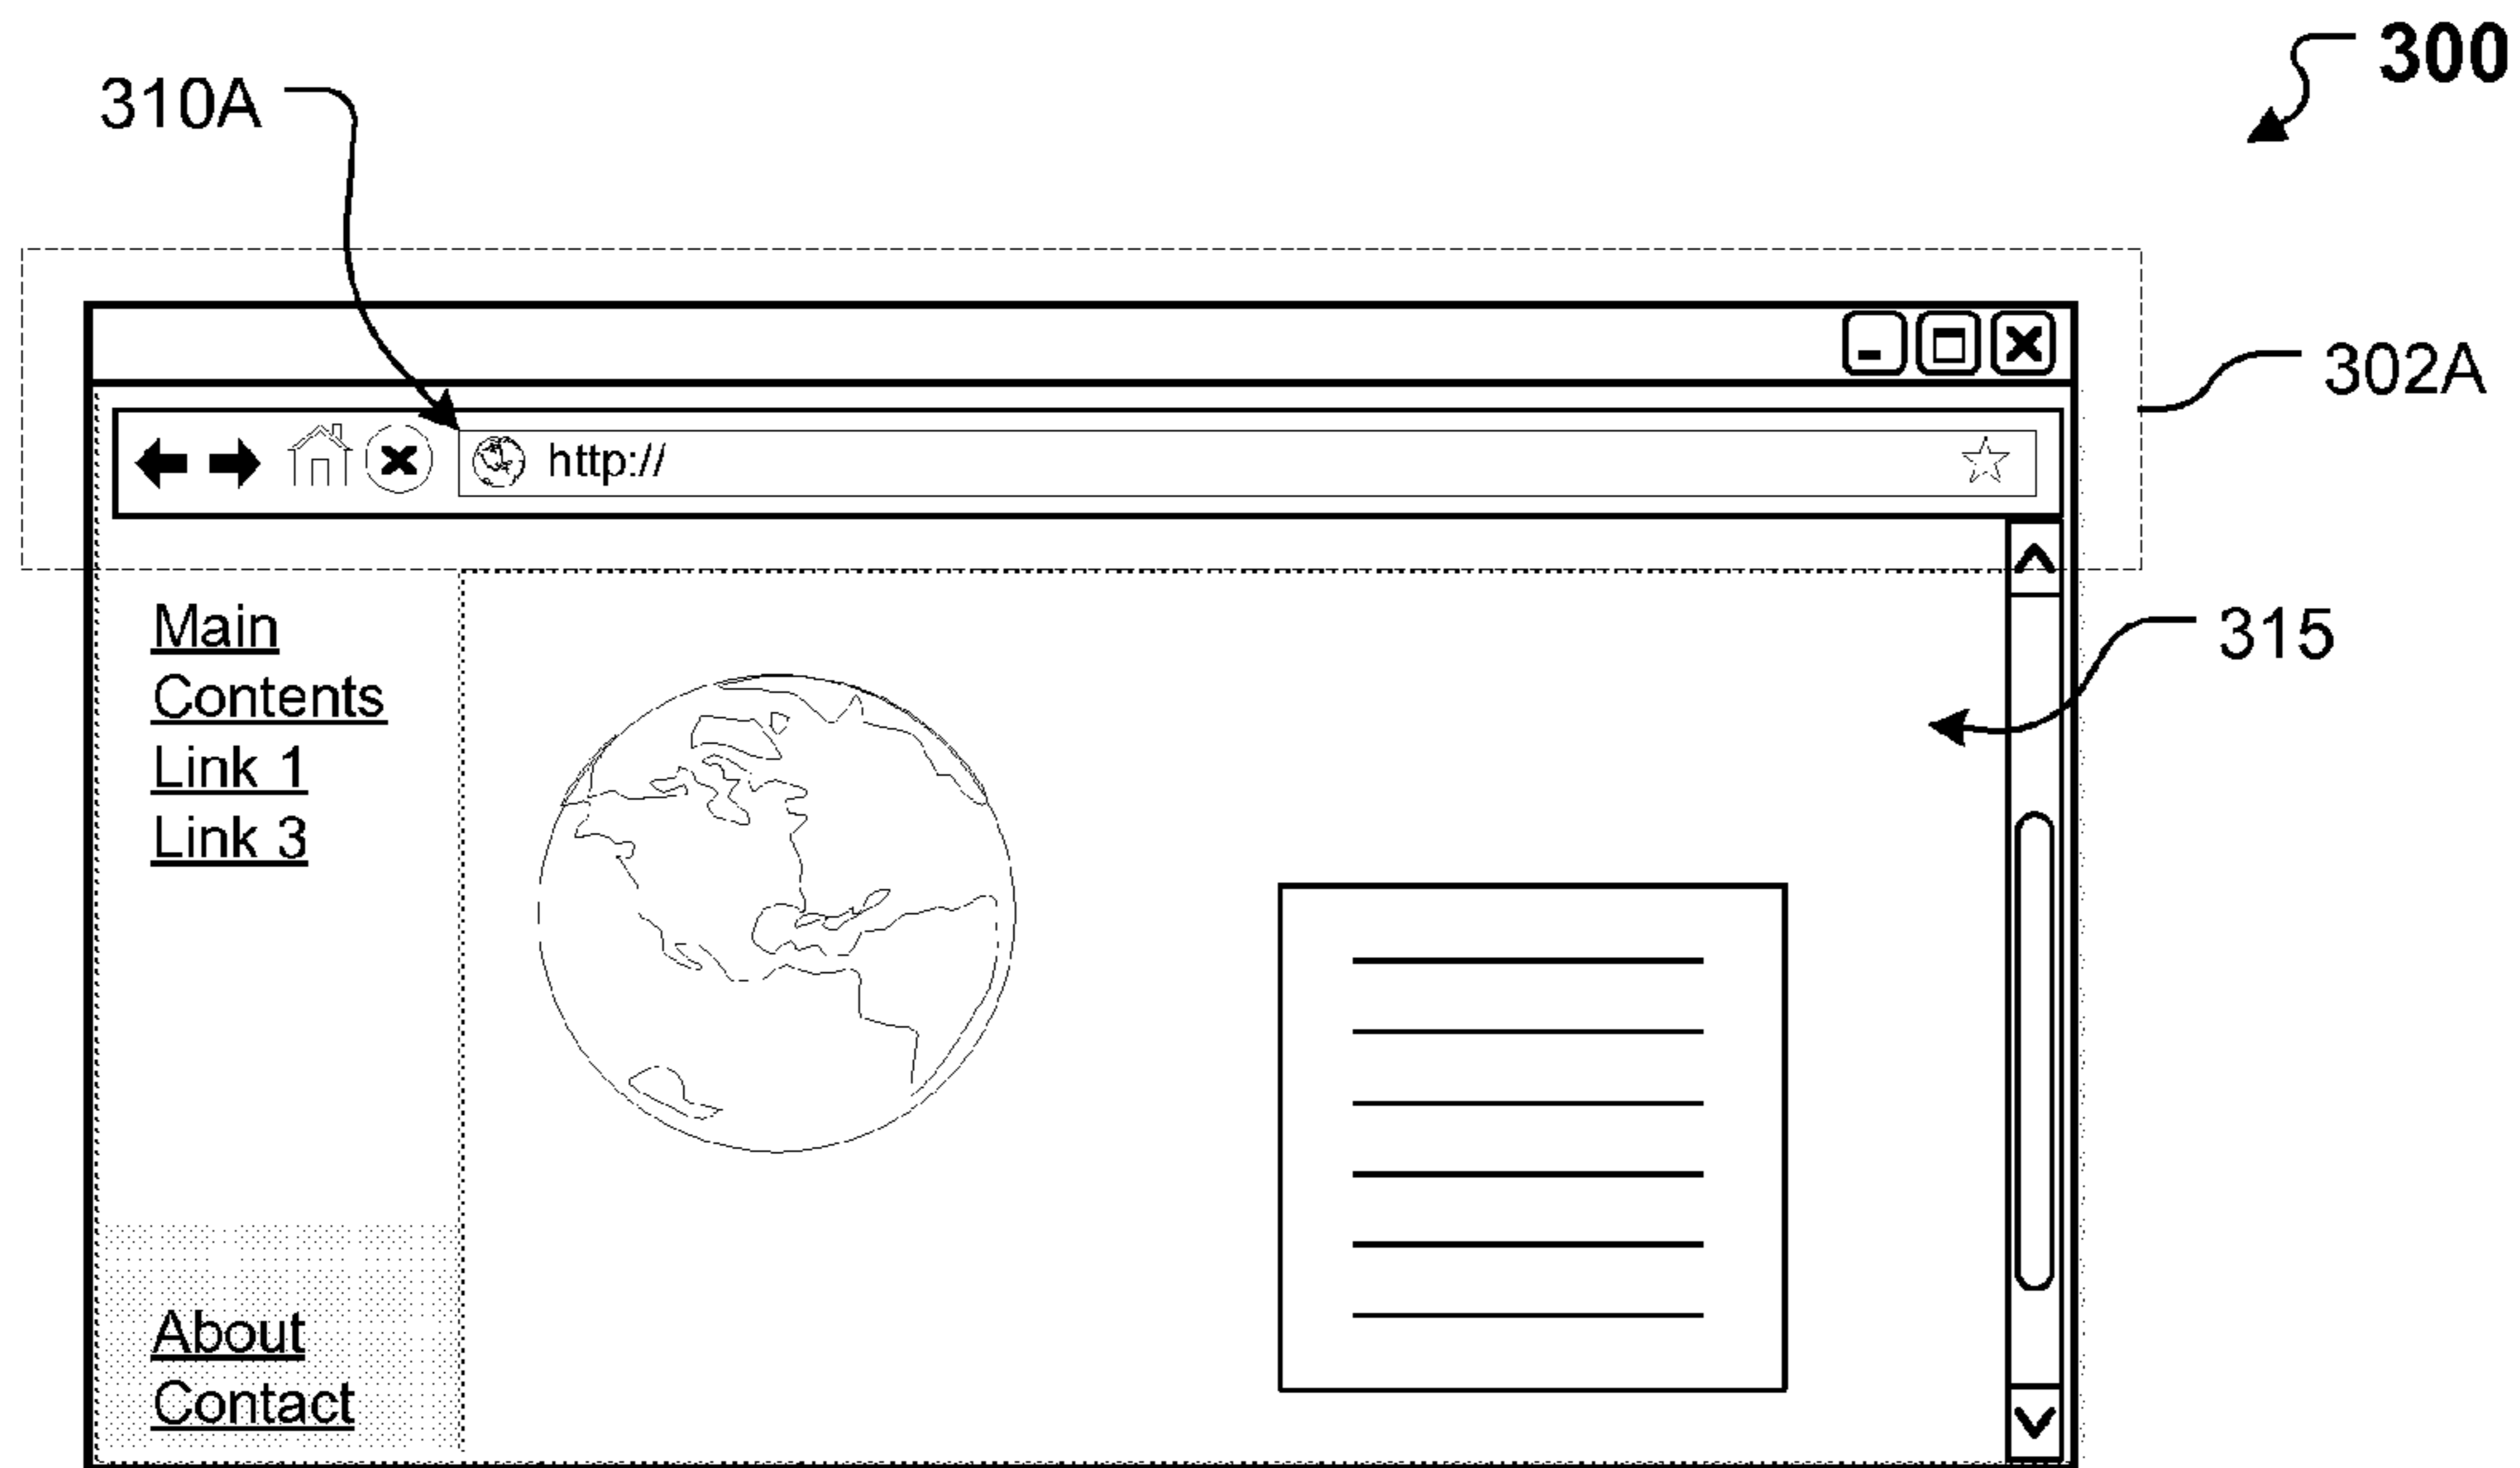 300
310A
302A
http://
315
Main
Contents
Link 1
Link 3
About
Contact